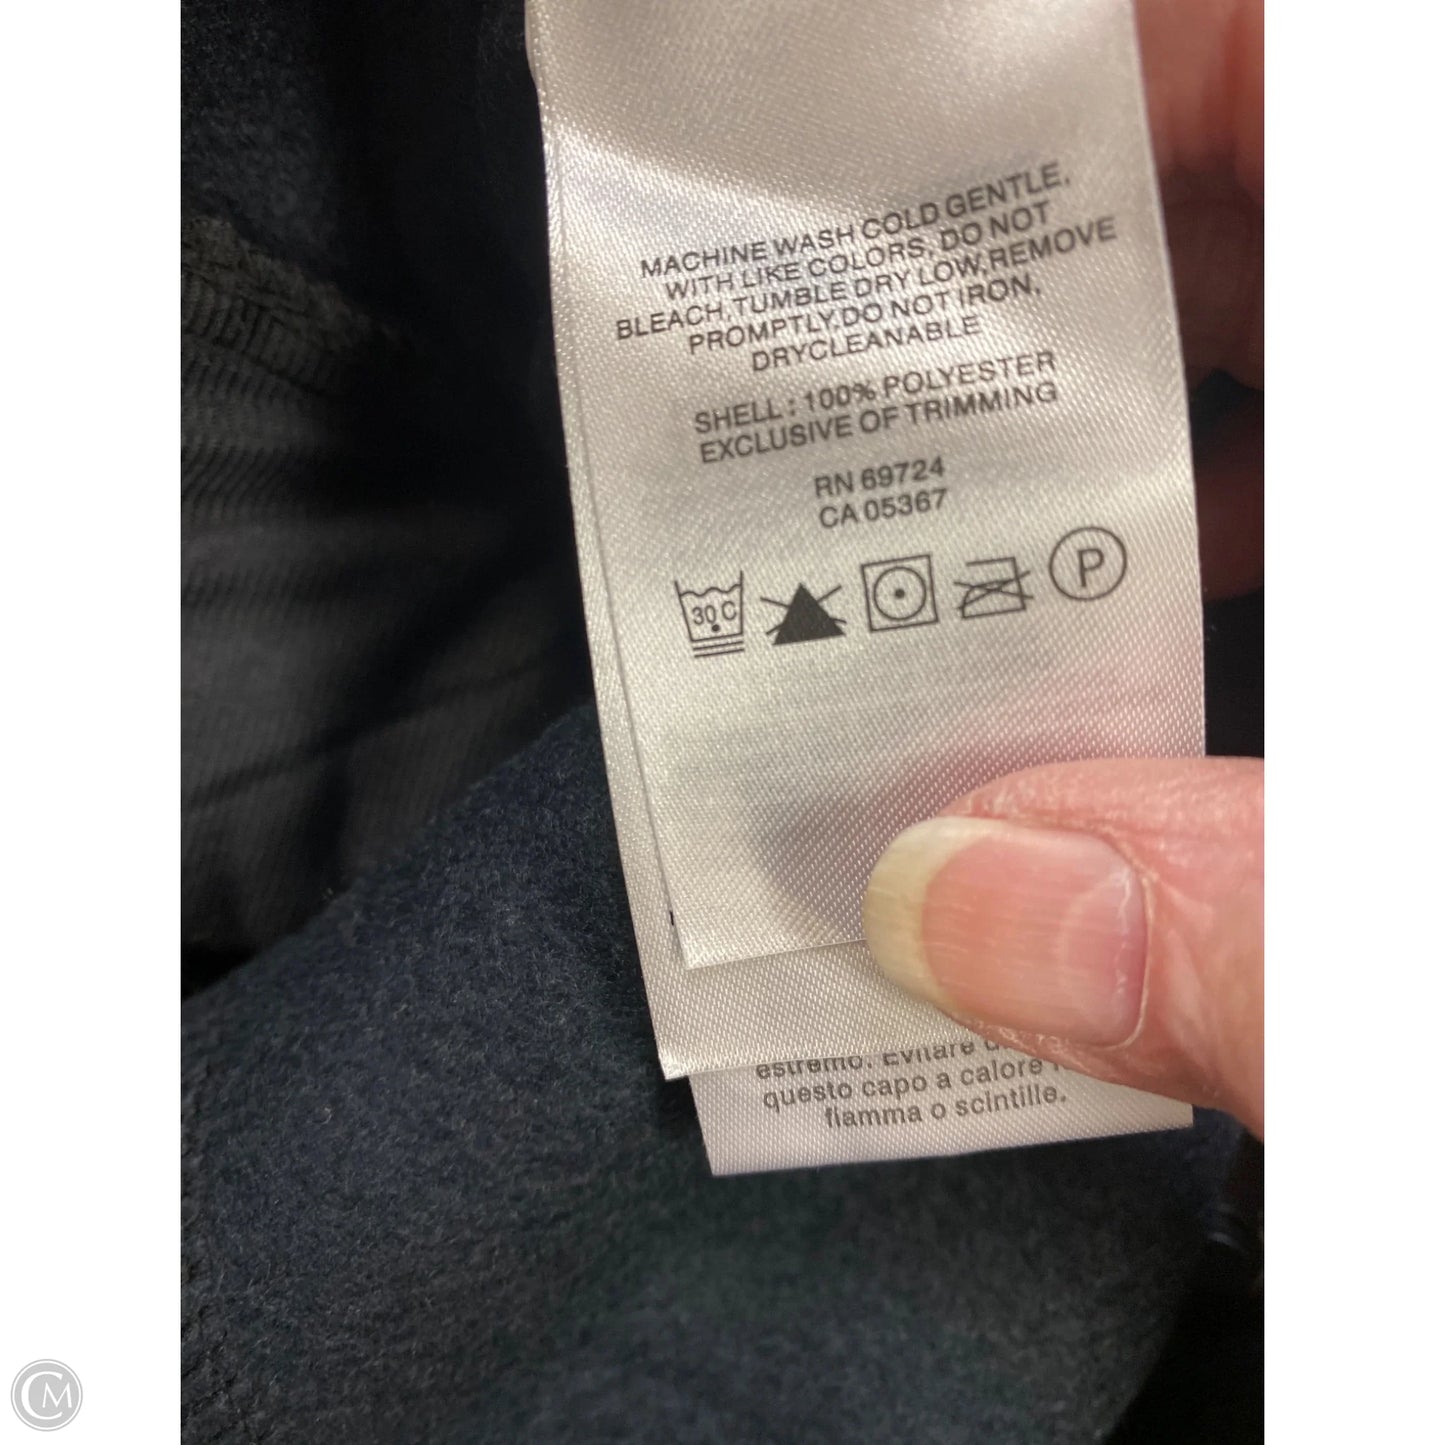 MACHINE WASH COLD GENTLE,
WITH LIKE COLORS, DO NOT
BLEACH,TUMBLE DRY LOW,REMOVE
PROMPTLY.DO NOT IRON,
DRYCLEANABLE
SHELL : 100% POLYESTER
EXCLUSIVE OF TRIMMING
RN 69724
CA 05367
30 C
P
estremo. Evitare
questo capo a calore
fiamma o scintille.
CM